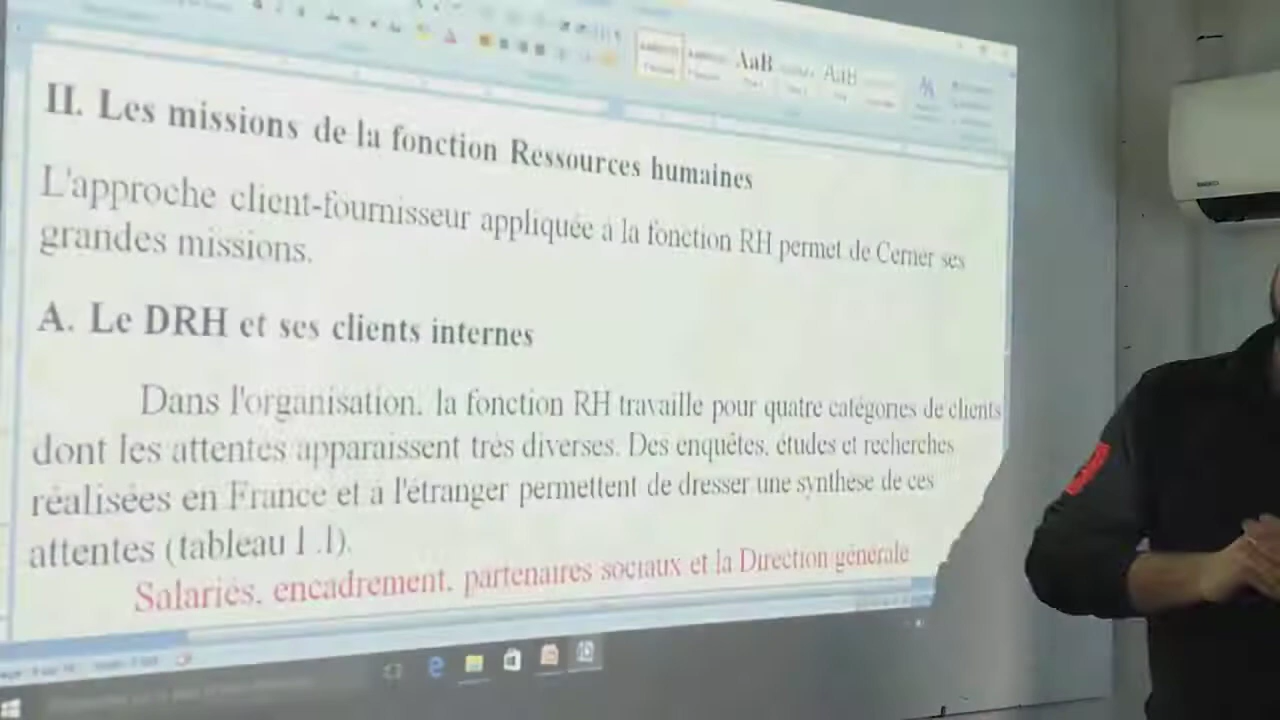 II. Les missions de la fonction Ressources humaines
L'approche client-fournisseur appliquée à la fonction RH permet de Cerner ses
grandes missions.
A. Le DRH et ses clients internes
Dans l'organisation, la fonction RH travaille pour quatre catégories de clients
dont les attentes apparaissent très diverses. Des enquêtes, études et recherches
réalisées en France et à l'étranger permettent de dresser une synthèse de ces
attentes (tableau 1 .l).
Salariés, encadrement, partenaires sociaux et la Direction générale